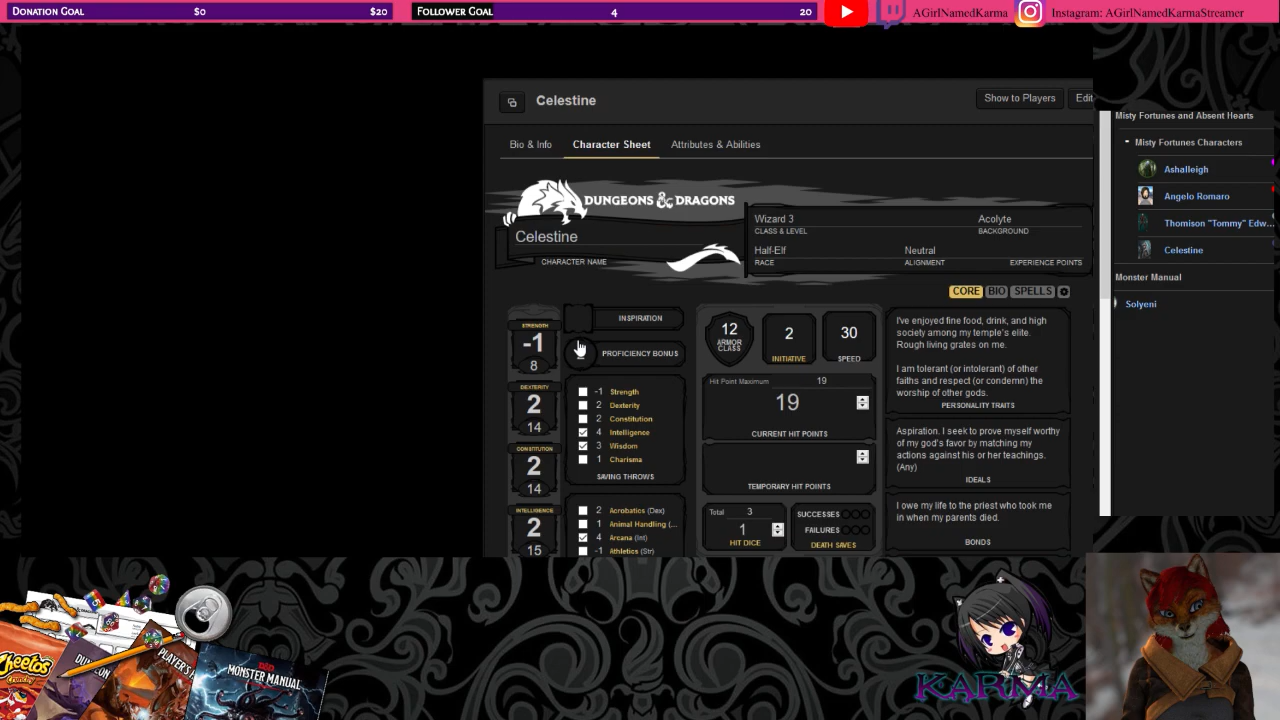 DONATION GOAL $0 $20 FOLLOWER GOAL 4 20 AGirlNamedKarma Instagram: AGirlNamedKarmaStreamer
Celestine
Show to Players Edit
Bio & Info Character Sheet Attributes & Abilities
DUNGEONS & DRAGONS
Celestine
CHARACTER NAME
Wizard 3 Acolyte
CLASS & LEVEL BACKGROUND
Half-Elf Neutral
RACE ALIGNMENT EXPERIENCE POINTS
CORE BIO SPELLS
STRENGTH
-1
8
DEXTERITY
2
14
CONSTITUTION
2
14
INTELLIGENCE
2
15
INSPIRATION
PROFICIENCY BONUS
-1 Strength
2 Dexterity
2 Constitution
4 Intelligence
3 Wisdom
1 Charisma
SAVING THROWS
2 Acrobatics (Dex)
1 Animal Handling (...
4 Arcana (Int)
-1 Athletics (Str)
12
ARMOR
CLASS
2
INITIATIVE
30
SPEED
Hit Point Maximum 19
19
CURRENT HIT POINTS
TEMPORARY HIT POINTS
Total 3
1
HIT DICE
SUCCESSES
FAILURES
DEATH SAVES
I've enjoyed fine food, drink, and high
society among my temple's elite.
Rough living grates on me.
I am tolerant (or intolerant) of other
faiths and respect (or condemn) the
worship of other gods.
PERSONALITY TRAITS
Aspiration. I seek to prove myself worthy
of my god's favor by matching my
actions against his or her teachings.
(Any)
IDEALS
I owe my life to the priest who took me
in when my parents died.
BONDS
Misty Fortunes and Absent Hearts
Misty Fortunes Characters
Ashalleigh
Angelo Romaro
Thomison "Tommy" Edw...
Celestine
Monster Manual
Solyeni
Cheetos
Crunchy
DUNGEON
PLAYER'S
D&D
MONSTER MANUAL
KARMA